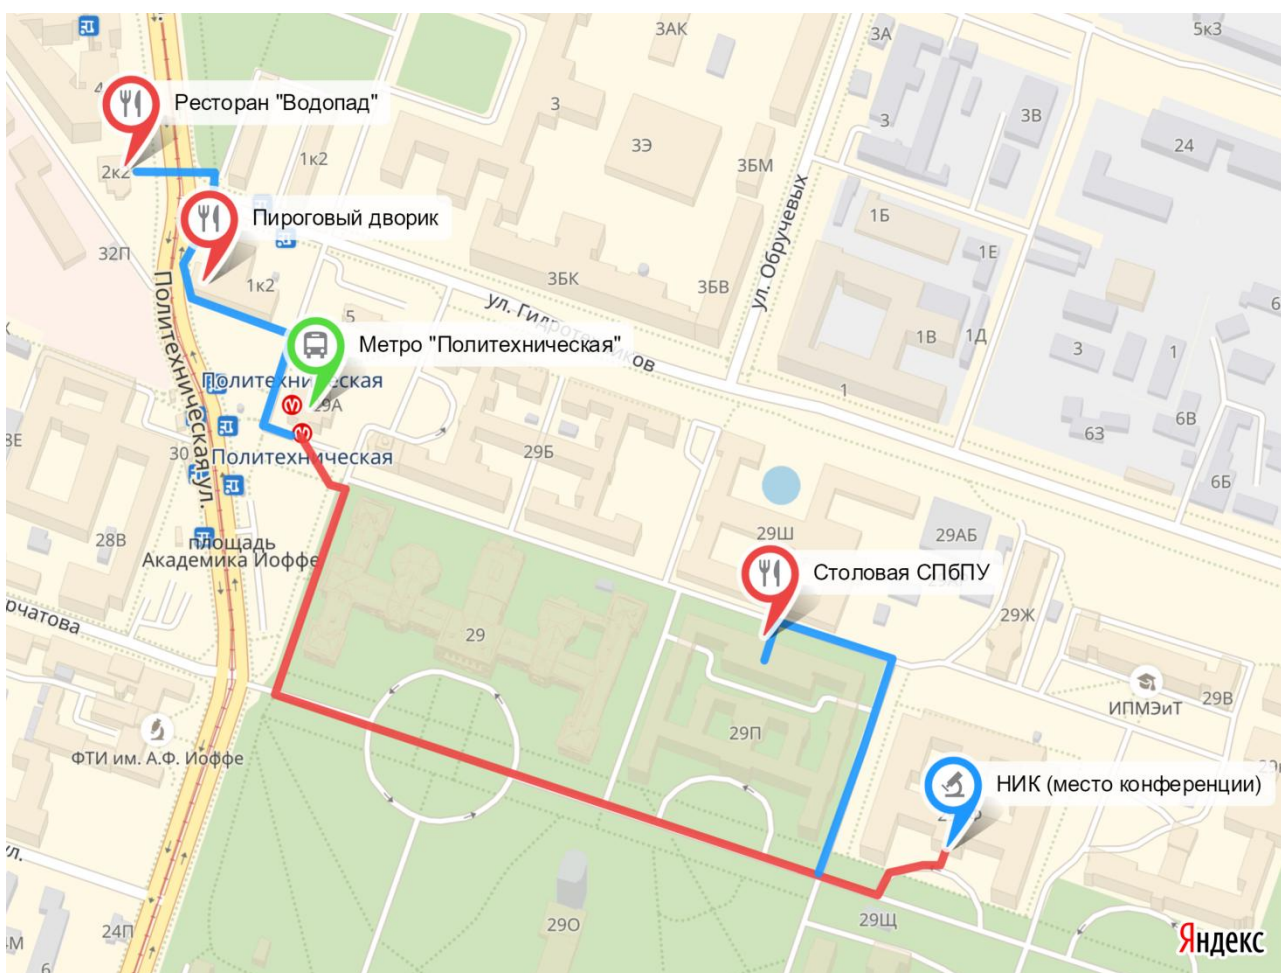 3АК
3А
5к3
Ресторан "Водопад"
3
3
3В
3Э
24
1к2
3БМ
2к2
Пироговый дворик
1Б
32П
1Е
1к2
3БК
3БВ
ул. Обручевых
5
ул. Гидротехников
1В
1Д
Политехническая ул.
Метро "Политехническая"
3
1
Политехническая
1
29А
6В
63
30
Политехническая
29Б
6Б
28В
29Ш
29АБ
площадь
Академика Иоффе
Столовая СПбПУ
29Ж
29
ИПМЭиТ
29В
29П
ФТИ им. А.Ф. Иоффе
НИК (место конференции)
29О
29Щ
24П
6
Яндекс